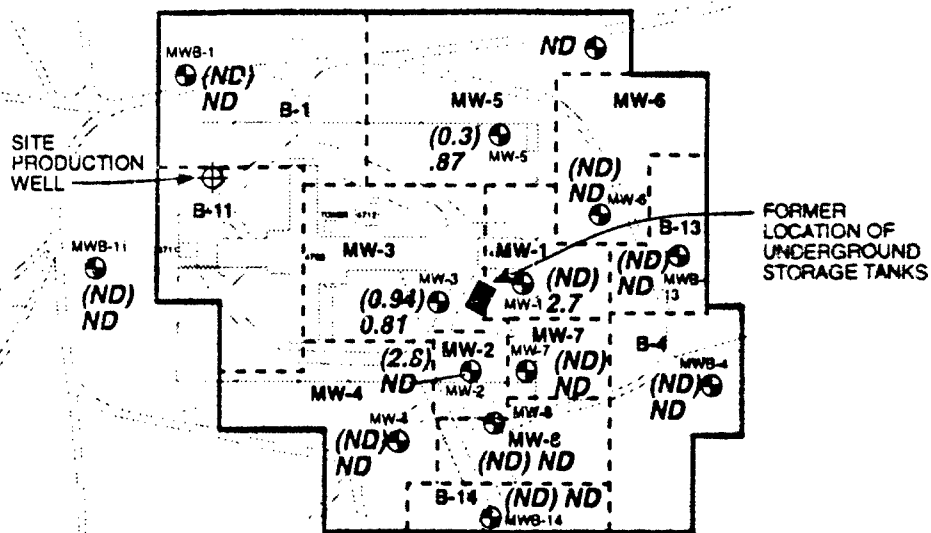 MWB-1
(ND)
ND
B-1
ND
MW-5
(0.3)
.87
MW-5
MW-6
(ND)
ND
MW-6
SITE
PRODUCTION
WELL
B-11
MWB-11
(ND)
ND
TOWER
MW-3
MW-3
(0.94)
0.81
MW-1
(ND)
MW-1
2.7
B-13
(ND)
ND
MWB-
13
FORMER
LOCATION OF
UNDERGROUND
STORAGE TANKS
MW-2
(2.8)
ND
MW-2
MW-7
MW-7
(ND)
ND
B-4
MWB-4
(ND)
ND
MW-4
MW-4
(ND)
ND
MW-8
MW-8
(ND) ND
B-14
(ND) ND
MWB-14